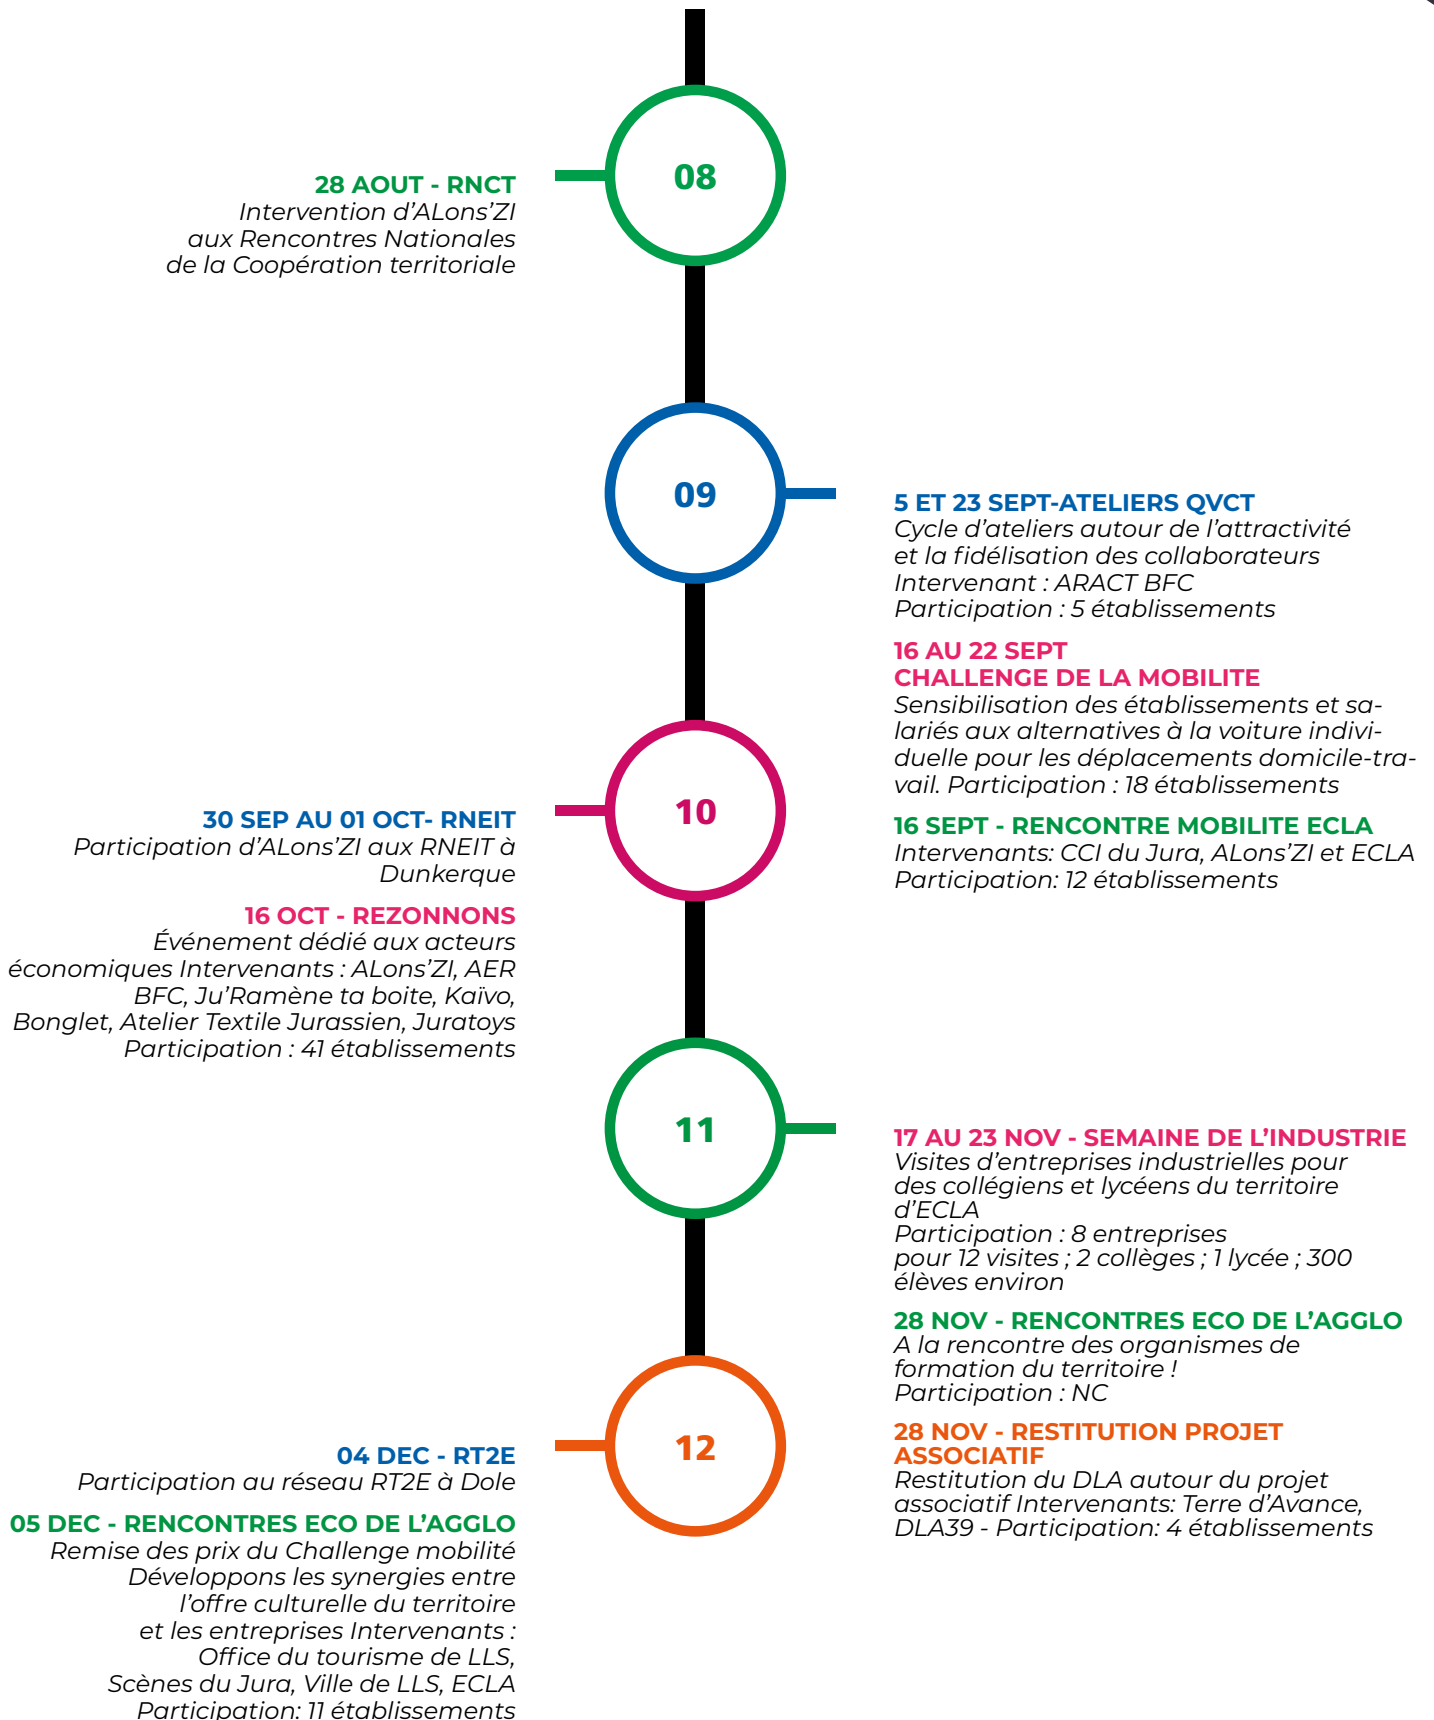 08
28 AOUT - RNCT
Intervention d’ALons’ZI
aux Rencontres Nationales
de la Coopération territoriale
09
5 ET 23 SEPT-ATELIERS QVCT
Cycle d’ateliers autour de l’attractivité
et la fidélisation des collaborateurs
Intervenant : ARACT BFC
Participation : 5 établissements
16 AU 22 SEPT
CHALLENGE DE LA MOBILITE
Sensibilisation des établissements et sa-
lariés aux alternatives à la voiture indivi-
duelle pour les déplacements domicile-tra-
vail. Participation : 18 établissements
16 SEPT - RENCONTRE MOBILITE ECLA
Intervenants: CCI du Jura, ALons’ZI et ECLA
Participation: 12 établissements
10
30 SEP AU 01 OCT- RNEIT
Participation d’ALons’ZI aux RNEIT à
Dunkerque
16 OCT - REZONNONS
Événement dédié aux acteurs
économiques Intervenants : ALons’ZI, AER
BFC, Ju’Ramène ta boite, Kaïvo,
Bonglet, Atelier Textile Jurassien, Juratoys
Participation : 41 établissements
11
17 AU 23 NOV - SEMAINE DE L’INDUSTRIE
Visites d’entreprises industrielles pour
des collégiens et lycéens du territoire
d’ECLA
Participation : 8 entreprises
pour 12 visites ; 2 collèges ; 1 lycée ; 300
élèves environ
28 NOV - RENCONTRES ECO DE L’AGGLO
A la rencontre des organismes de
formation du territoire !
Participation : NC
28 NOV - RESTITUTION PROJET
ASSOCIATIF
Restitution du DLA autour du projet
associatif Intervenants: Terre d’Avance,
DLA39 - Participation: 4 établissements
12
04 DEC - RT2E
Participation au réseau RT2E à Dole
05 DEC - RENCONTRES ECO DE L’AGGLO
Remise des prix du Challenge mobilité
Développons les synergies entre
l’offre culturelle du territoire
et les entreprises Intervenants :
Office du tourisme de LLS,
Scènes du Jura, Ville de LLS, ECLA
Participation: 11 établissements